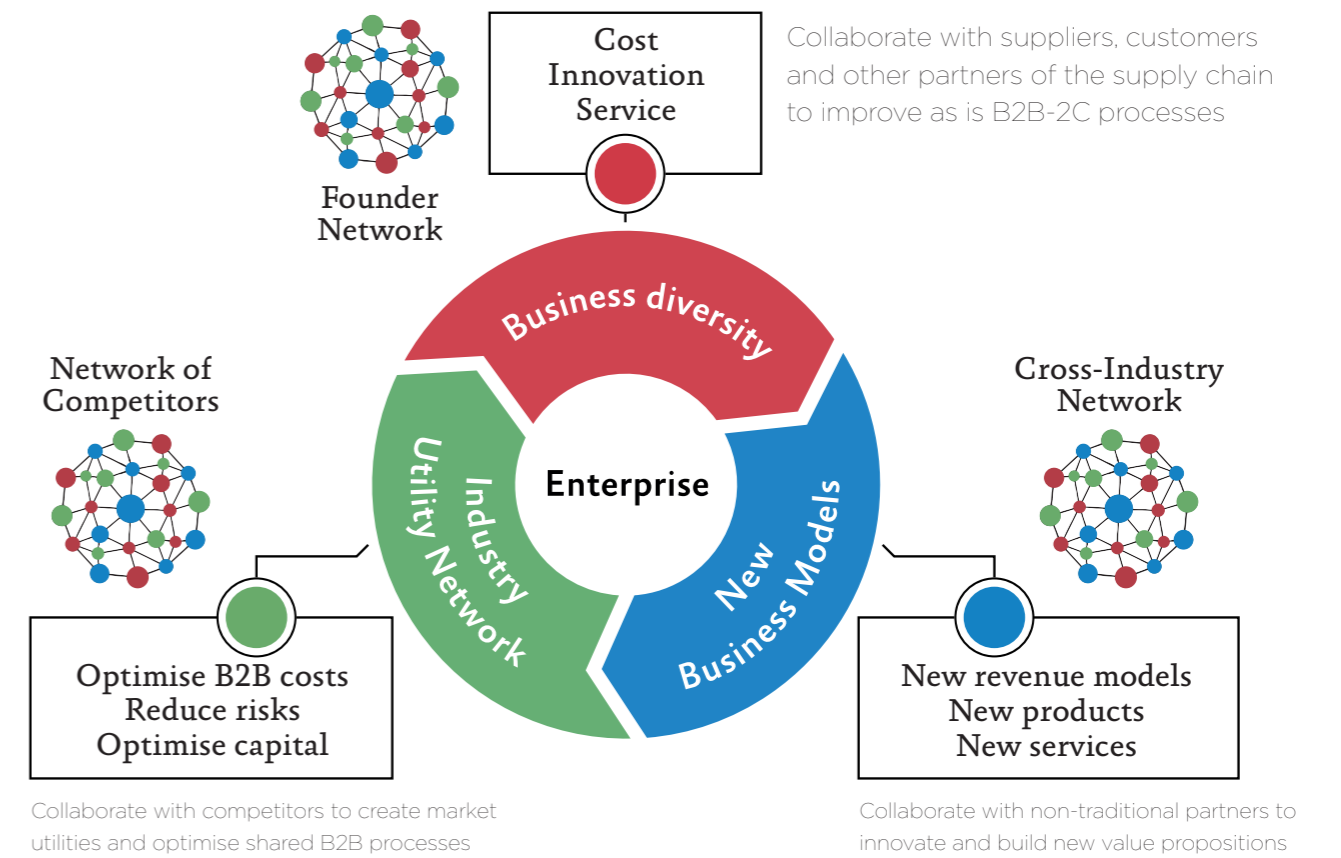 Cost
Innovation
Service
Collaborate with suppliers, customers
and other partners of the supply chain
to improve as is B2B-2C processes
Founder
Network
Business diversity
Network of
Competitors
Cross-Industry
Network
Enterprise
Industry
Utility Network
New
Business Models
Optimise B2B costs
Reduce risks
Optimise capital
New revenue models
New products
New services
Collaborate with competitors to create market
utilities and optimise shared B2B processes
Collaborate with non-traditional partners to
innovate and build new value propositions